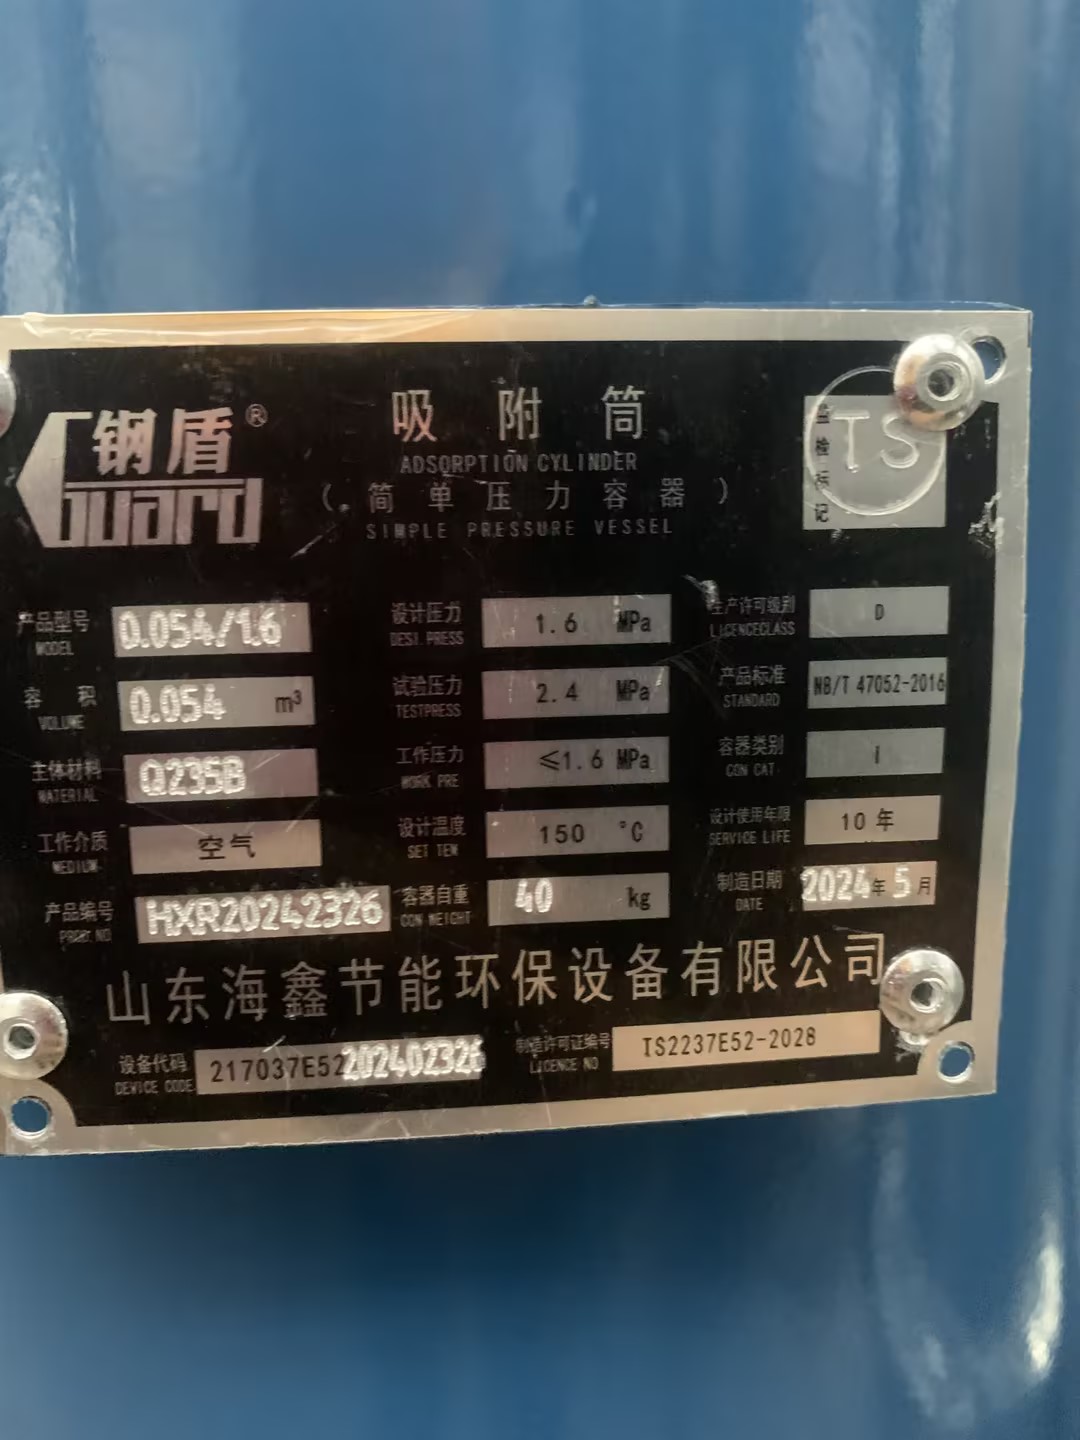 钢盾®
GUARD
吸附筒
ADSORPTION CYLINDER
(简单压力容器)
SIMPLE PRESSURE VESSEL
监检标记
TS
产品型号 0.054/1.6
MODEL
容积 0.054 m³
VOLUME
主体材料 Q235B
MATERIAL
工作介质 空气
MEDIUM
产品编号 HXR20242326
PROD.NO
设计压力 1.6 MPa
DESI.PRESS
试验压力 2.4 MPa
TESTPRESS
工作压力 ≤1.6 MPa
WORK PRE
设计温度 150 ℃
SET TEM
容器自重 40 kg
CON WEIGHT
生产许可级别 D
LICENCECLASS
产品标准 NB/T 47052-2016
STANDARD
容器类别 I
CON CAT
设计使用年限 10年
SERVICE LIFE
制造日期 2024年5月
DATE
山东海鑫节能环保设备有限公司
设备代码 217037E52202402326
DEVICE CODE
制造许可证编号 TS2237E52-2028
LICENCE NO